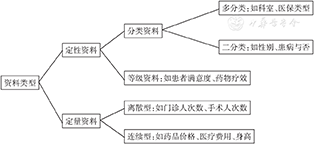 多分类:如科室、医保类型
分类资料
定性资料
二分类:如性别、患病与否
等级资料:如患者满意度、药物疗效
资料类型
离散型:如门诊人次数、手术人次数
定量资料
连续型:如药品价格、医疗费用、身高